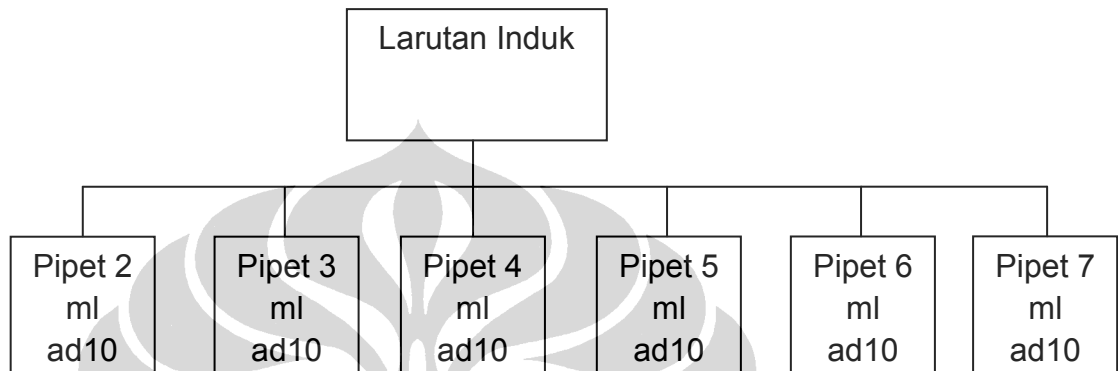 Larutan Induk
Pipet 2
ml
ad10
Pipet 3
ml
ad10
Pipet 4
ml
ad10
Pipet 5
ml
ad10
Pipet 6
ml
ad10
Pipet 7
ml
ad10